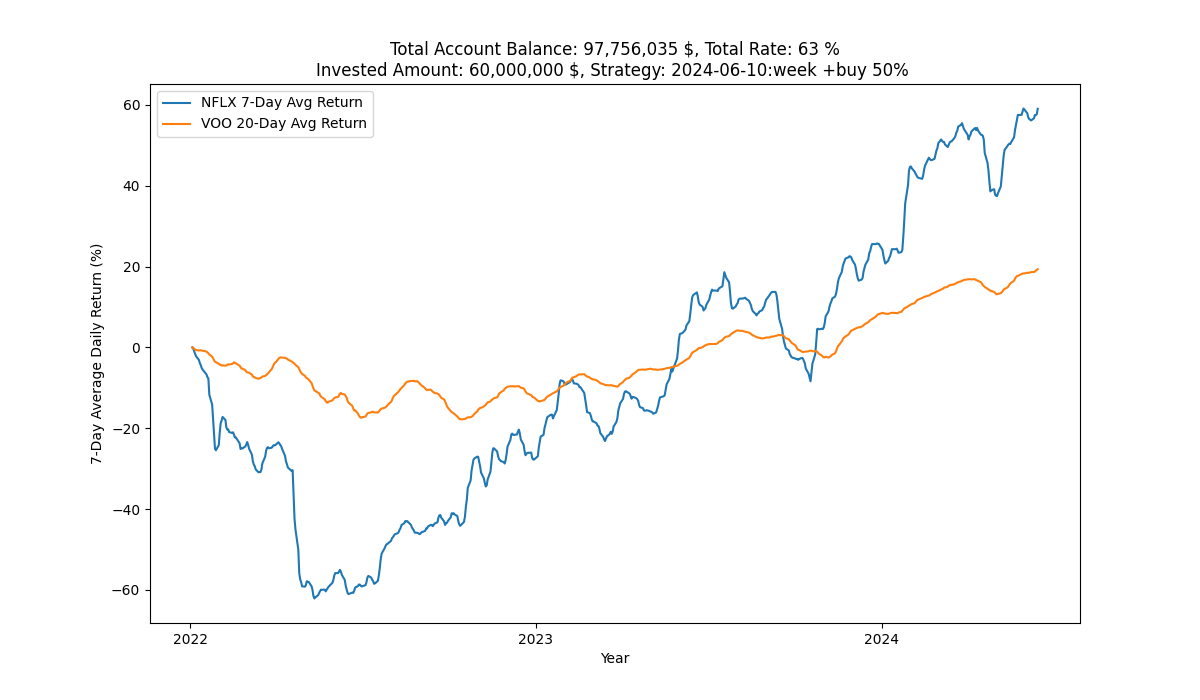 Total Account Balance: 97,756,035 $, Total Rate: 63 %
Invested Amount: 60,000,000 $, Strategy: 2024-06-10:week +buy 50%
NFLX 7-Day Avg Return
VOO 20-Day Avg Return
7-Day Average Daily Return (%)
60
40
20
0
−20
−40
−60
2022
2023
2024
Year